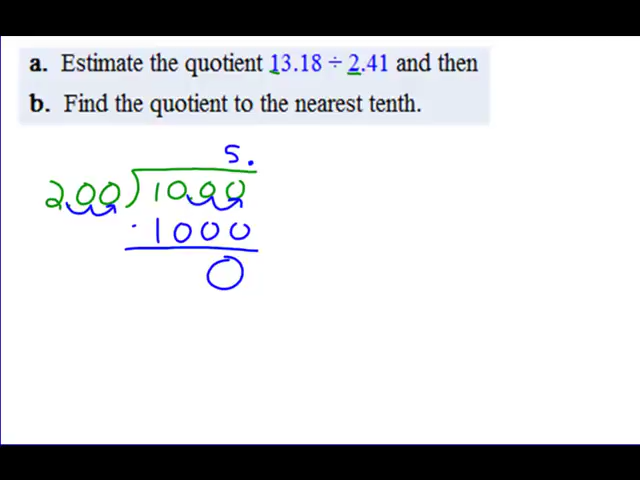 a. Estimate the quotient 13.18 ÷ 2.41 and then
b. Find the quotient to the nearest tenth.
5.
200)1000
1000
0